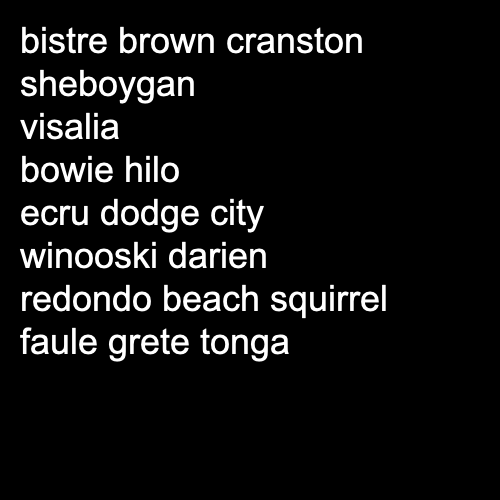 bistre brown cranston
sheboygan
visalia
bowie hilo
ecru dodge city
winooski darien
redondo beach squirrel
faule grete tonga